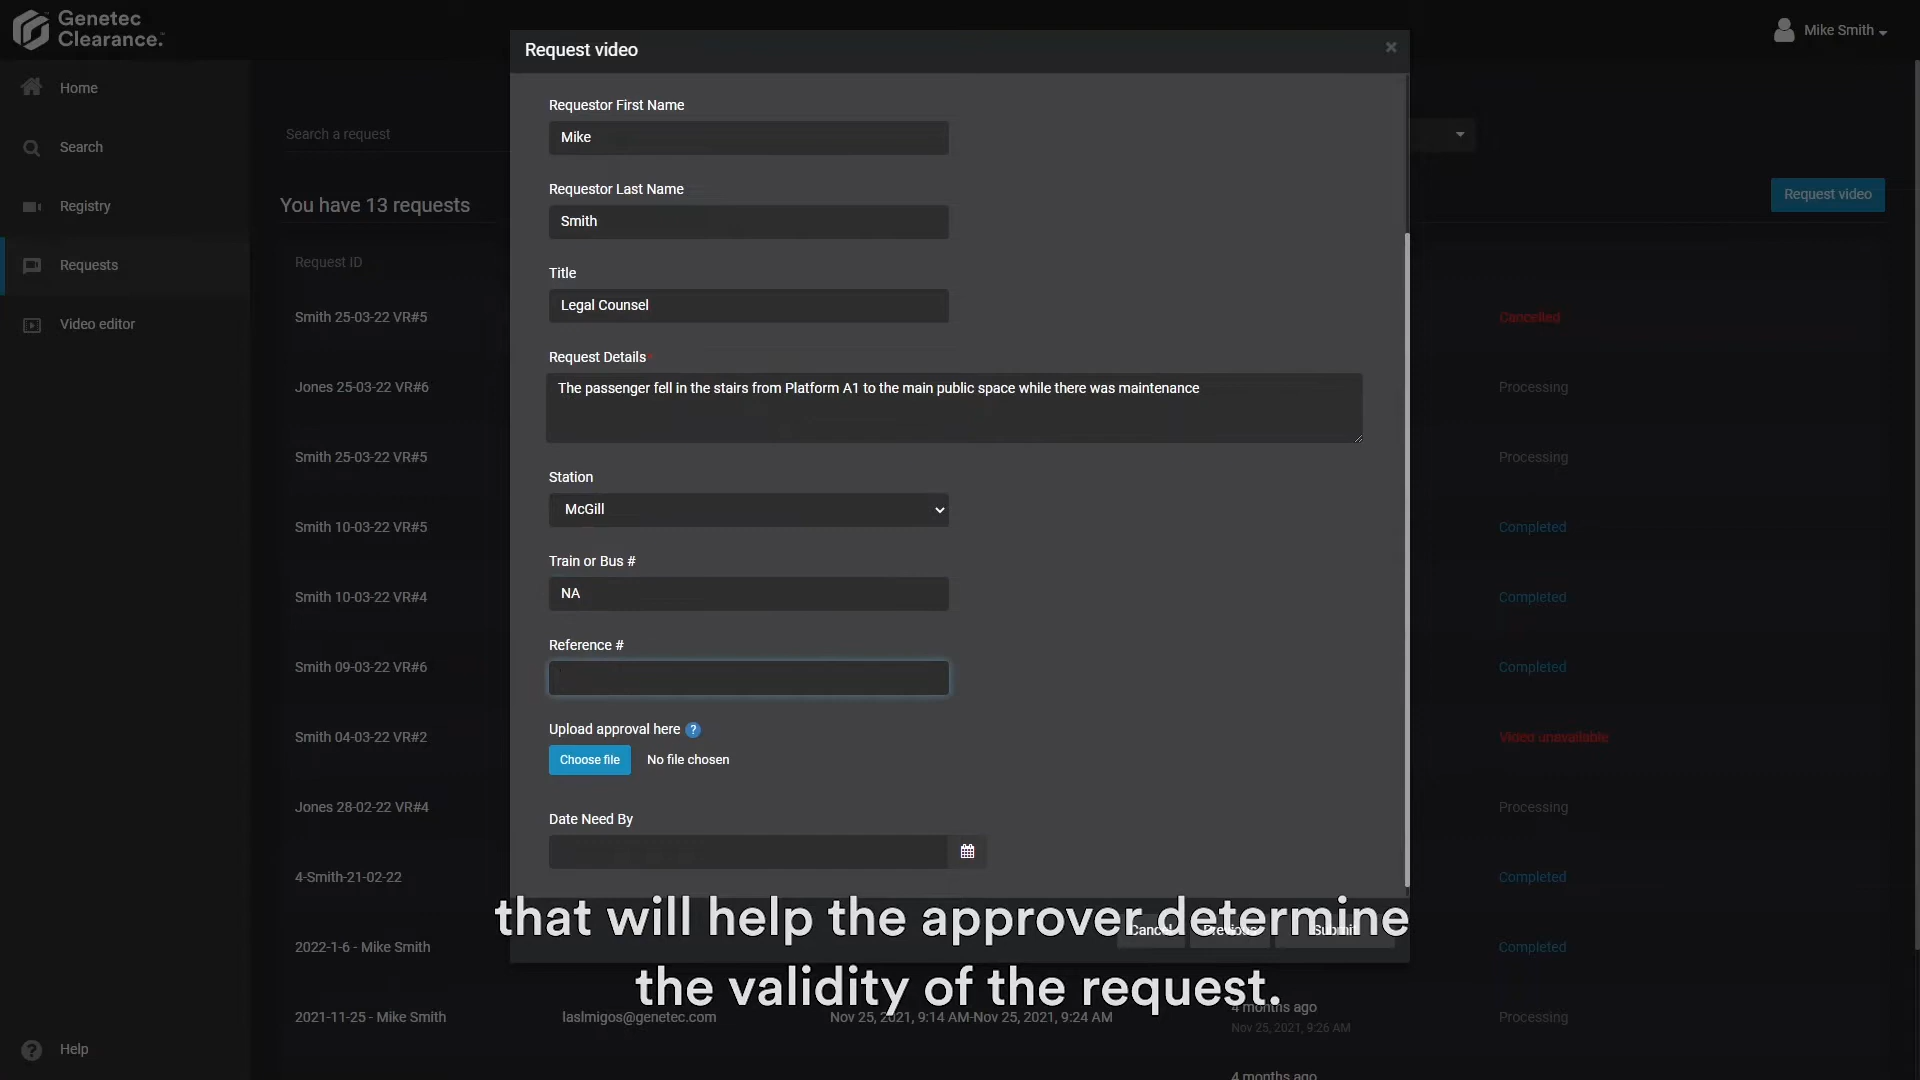 Genetec
Clearance.
Mike Smith
Home
Search
Registry
Requests
Video editor
Help
Search a request
You have 13 requests
Request video
Request ID
Smith 25-03-22 VR#5
Cancelled
Jones 25-03-22 VR#6
Processing
Smith 25-03-22 VR#5
Processing
Smith 10-03-22 VR#5
Completed
Smith 10-03-22 VR#4
Completed
Smith 09-03-22 VR#6
Completed
Smith 04-03-22 VR#2
Video unavailable
Jones 28-02-22 VR#4
Processing
4-Smith-21-02-22
Completed
2022-1-6 - Mike Smith
Completed
2021-11-25 - Mike Smith
laslmigos@genetec.com
Nov 25, 2021, 9:14 AM-Nov 25, 2021, 9:24 AM
4 months ago
Nov 25, 2021, 9:26 AM
Processing
4 months ago
Request video
Requestor First Name
Mike
Requestor Last Name
Smith
Title
Legal Counsel
Request Details*
The passenger fell in the stairs from Platform A1 to the main public space while there was maintenance
Station
McGill
Train or Bus #
NA
Reference #
Upload approval here ?
Choose file No file chosen
Date Need By
Cancel Previous Submit
that will help the approver determine
the validity of the request.